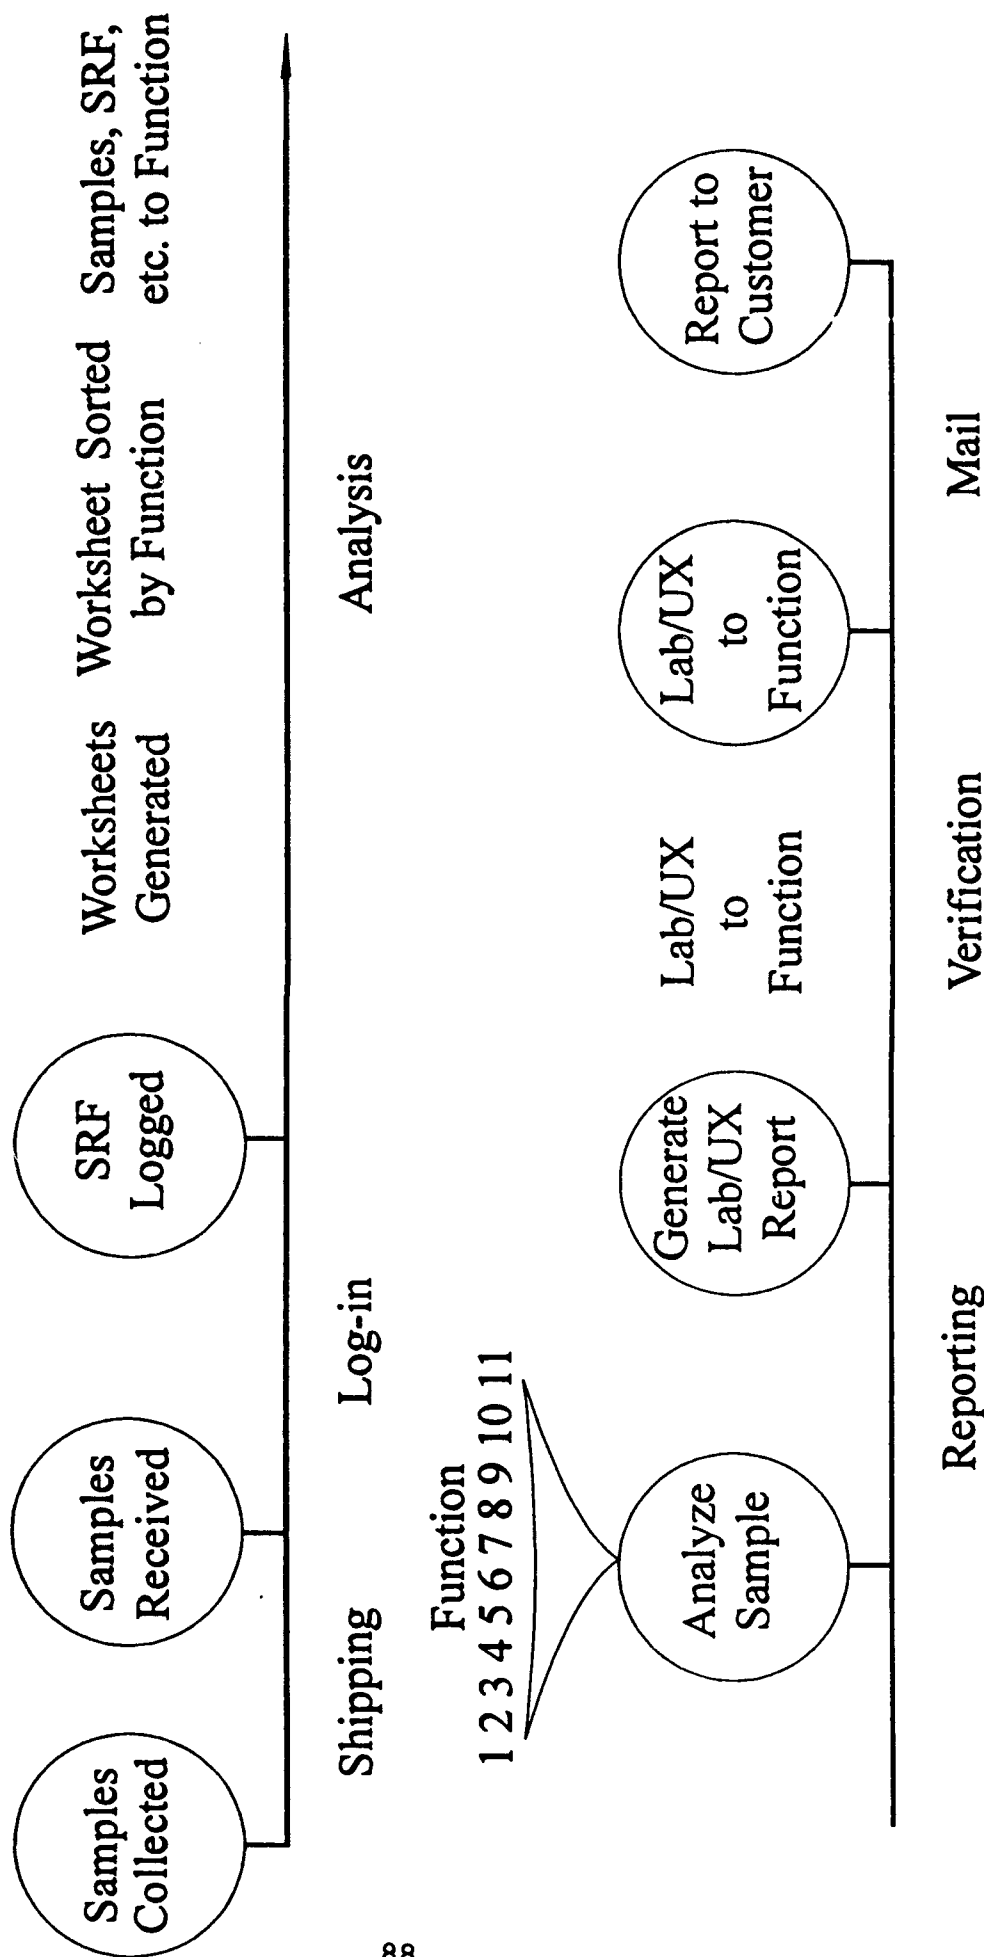 Samples
Collected
Samples
Received
SRF
Logged
Worksheets
Generated
Worksheet Sorted
by Function
Samples, SRF,
etc. to Function
Shipping
Log-in
Analysis
Function
1 2 3 4 5 6 7 8 9 10 11
Analyze
Sample
Generate
Lab/UX
Report
Lab/UX
to
Function
Lab/UX
to
Function
Report to
Customer
Reporting
Verification
Mail
88